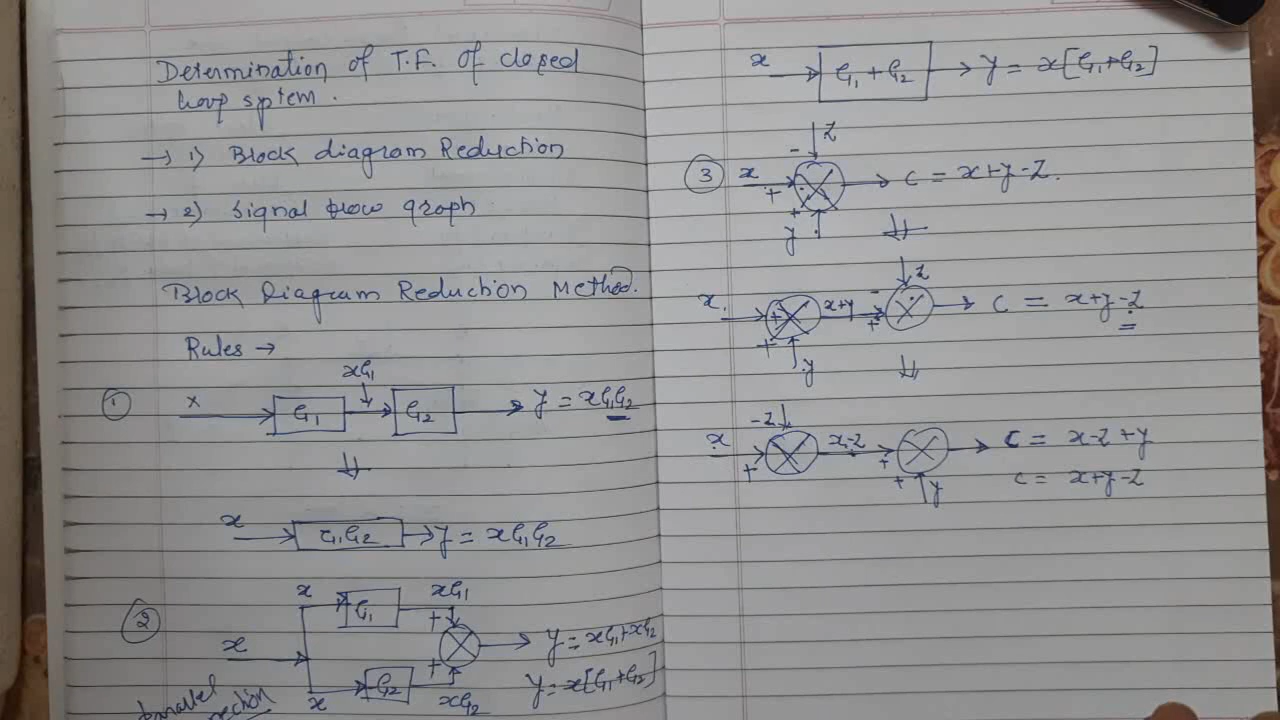 Determination of T.F. of closed
loop system.
→ 1) Block diagram Reduction
→ 2) Signal flow graph
Block Diagram Reduction Method.
Rules →
xG₁
① x G₁ G₂ y = xG₁G₂
⇓
x G₁G₂ y = xG₁G₂
② x G₁ xG₁
+
x y = xG₁+xG₂
+
x G₂ xG₂ y = x[G₁+G₂]
Parallel
x G₁ + G₂ y = x[G₁+G₂]
- z
③ x + c = x+y-z.
+
y ⇓
z
x + x+y - + c = x+y-z
+
y ⇓
-z
x + x-z + c = x-z+y
+ y c = x+y-z